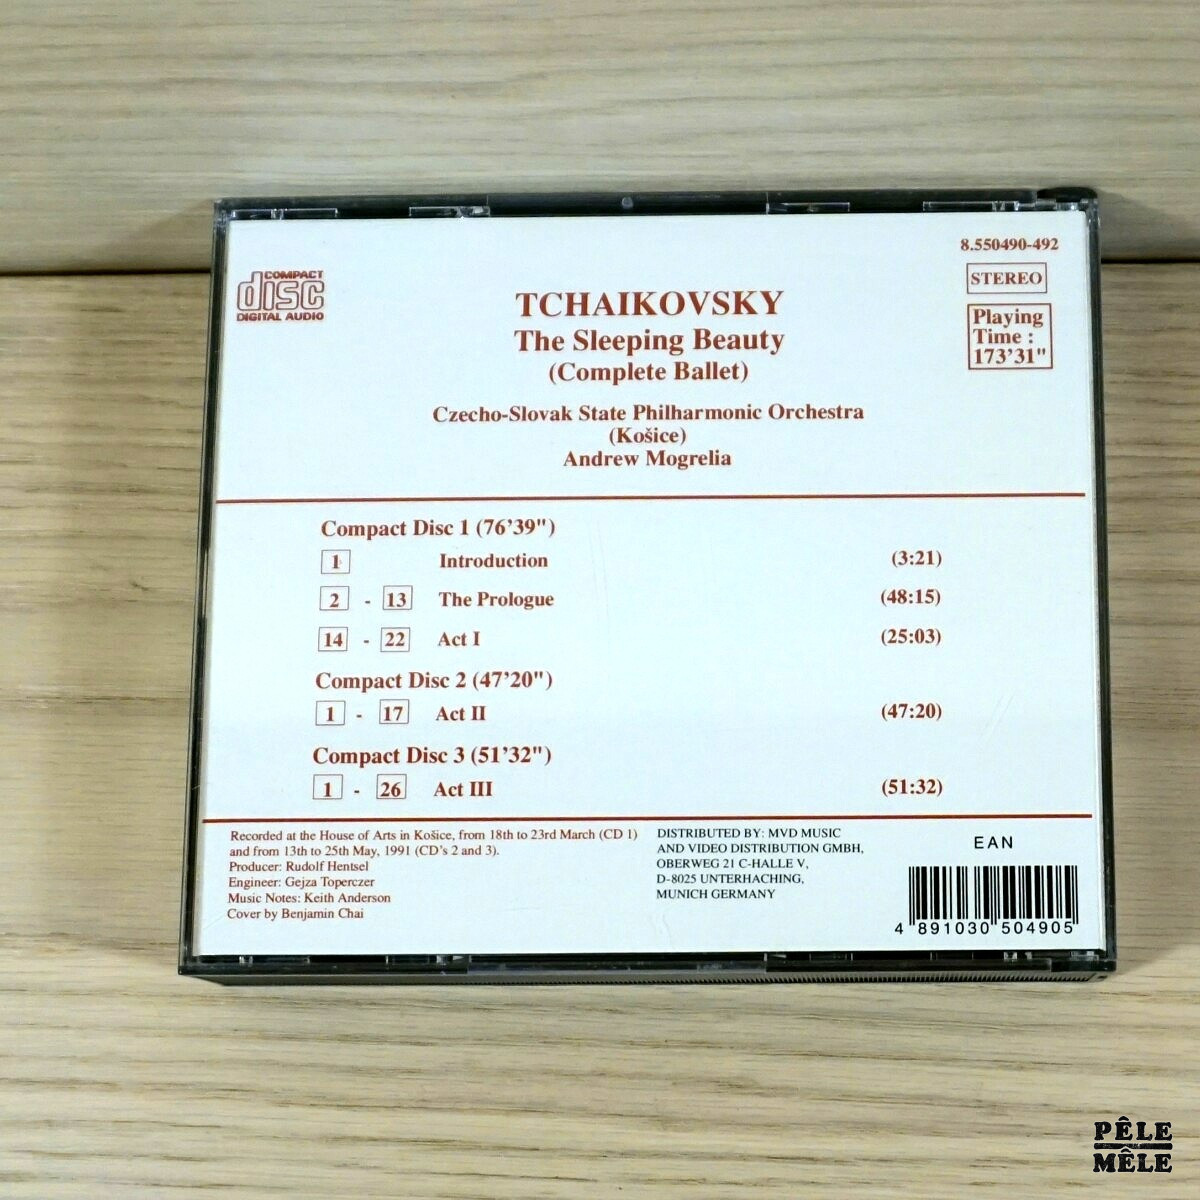 8.550490-492
COMPACT
disc
DIGITAL AUDIO
STEREO
TCHAIKOVSKY
The Sleeping Beauty
(Complete Ballet)
Playing
Time :
173'31"
Czecho-Slovak State Philharmonic Orchestra
(Košice)
Andrew Mogrelia
Compact Disc 1 (76'39")
1 Introduction (3:21)
2 - 13 The Prologue (48:15)
14 - 22 Act I (25:03)
Compact Disc 2 (47'20")
1 - 17 Act II (47:20)
Compact Disc 3 (51'32")
1 - 26 Act III (51:32)
Recorded at the House of Arts in Košice, from 18th to 23rd March (CD 1)
and from 13th to 25th May, 1991 (CD's 2 and 3).
Producer: Rudolf Hentsel
Engineer: Gejza Toperczer
Music Notes: Keith Anderson
Cover by Benjamin Chai
DISTRIBUTED BY: MVD MUSIC
AND VIDEO DISTRIBUTION GMBH,
OBERWEG 21 C-HALLE V,
D-8025 UNTERHACHING,
MUNICH GERMANY
EAN
4 891030 504905
PÊLE
MÊLE